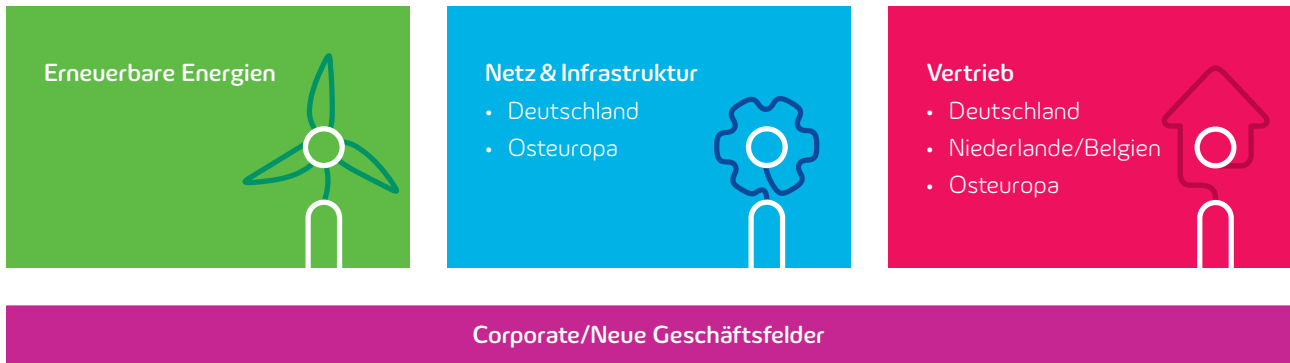 Erneuerbare Energien
Netz & Infrastruktur
• Deutschland
• Osteuropa
Vertrieb
• Deutschland
• Niederlande/Belgien
• Osteuropa
Corporate/Neue Geschäftsfelder